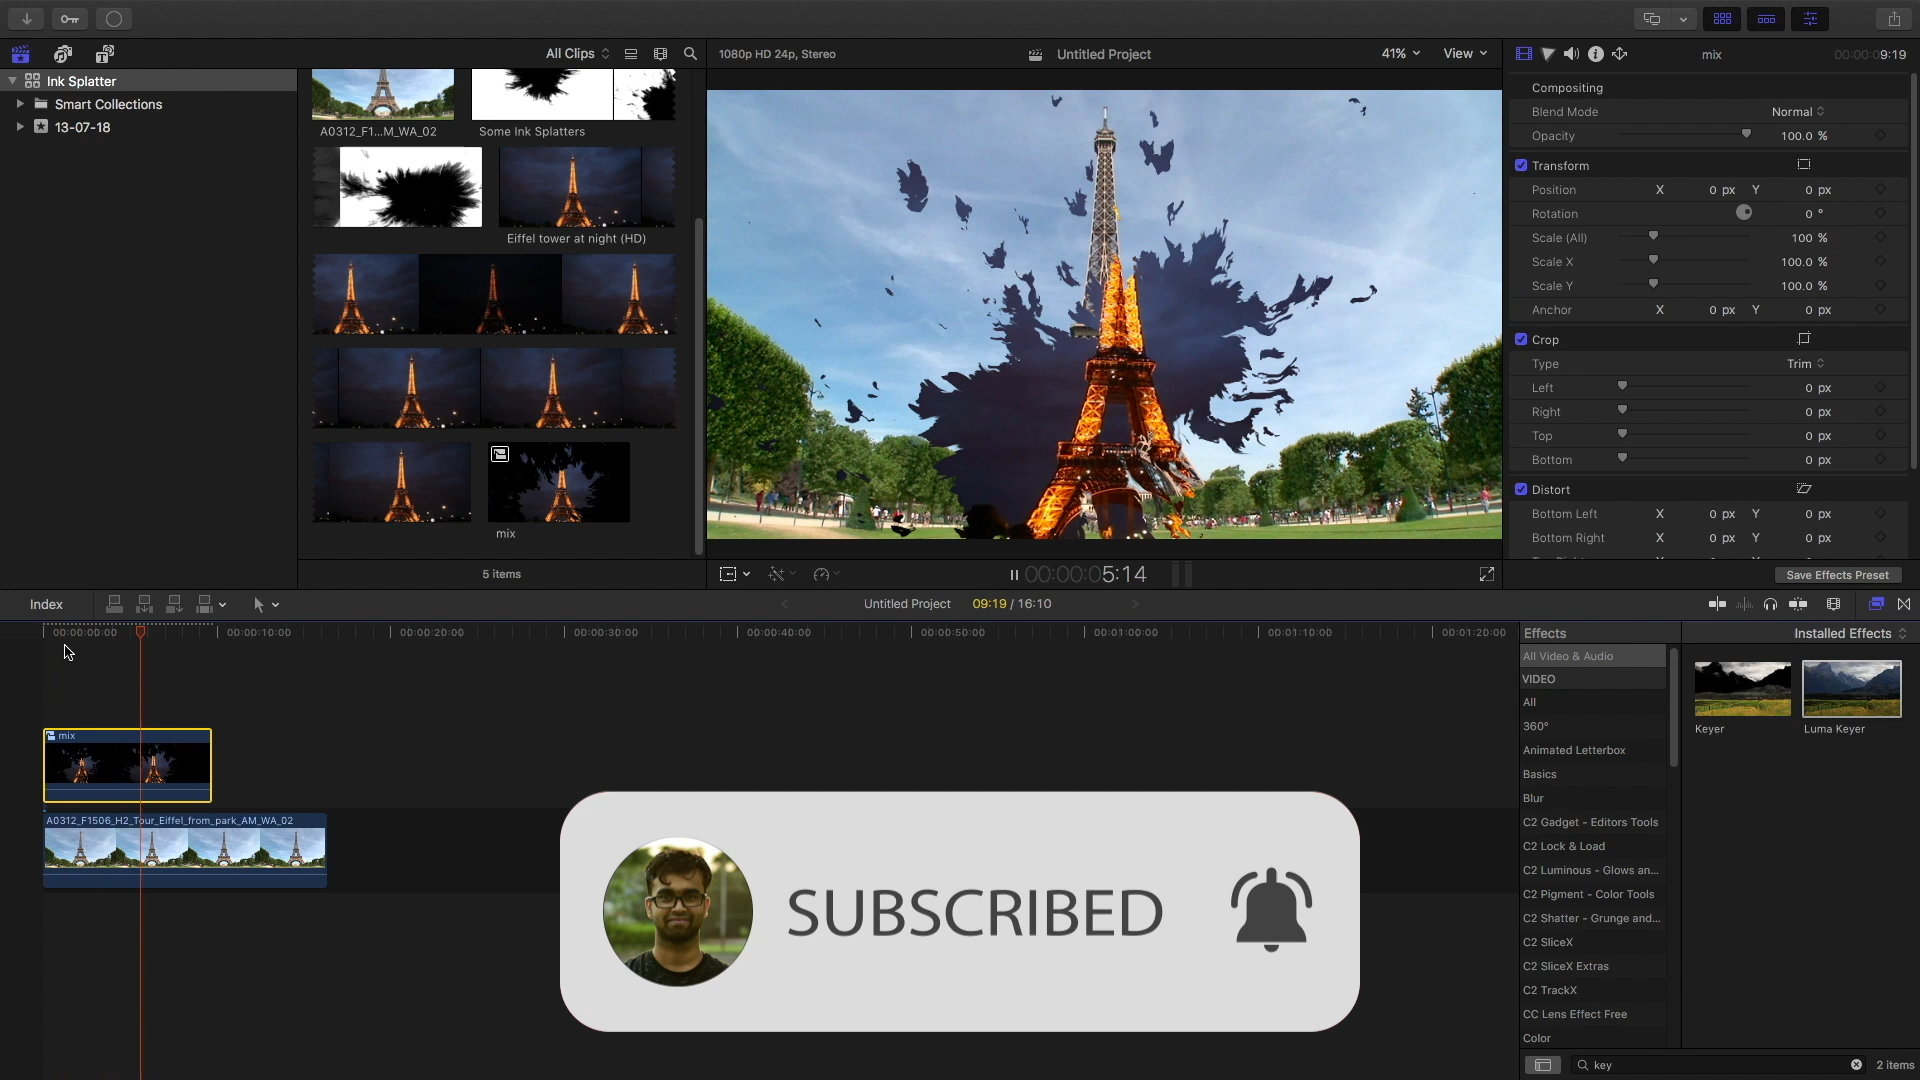 All Clips
1080p HD 24p, Stereo
Untitled Project
41%
View
mix
00:00:00:09:19
Ink Splatter
Smart Collections
13-07-18
A0312_F1...M_WA_02
Some Ink Splatters
Eiffel tower at night (HD)
mix
5 items
Compositing
Blend Mode
Normal
Opacity
100.0 %
Transform
Position X 0 px Y 0 px
Rotation 0 °
Scale (All) 100 %
Scale X 100.0 %
Scale Y 100.0 %
Anchor X 0 px Y 0 px
Crop
Type Trim
Left 0 px
Right 0 px
Top 0 px
Bottom 0 px
Distort
Bottom Left X 0 px Y 0 px
Bottom Right X 0 px Y 0 px
00:00:00:05:14
Save Effects Preset
Index
Untitled Project
09:19 / 16:10
00:00:00:00
00:00:10:00
00:00:20:00
00:00:30:00
00:00:40:00
00:00:50:00
00:01:00:00
00:01:10:00
00:01:20:00
mix
A0312_F1506_H2_Tour_Eiffel_from_park_AM_WA_02
SUBSCRIBED
Effects
Installed Effects
All Video & Audio
VIDEO
All
360°
Animated Letterbox
Basics
Blur
C2 Gadget - Editors Tools
C2 Lock & Load
C2 Luminous - Glows an...
C2 Pigment - Color Tools
C2 Shatter - Grunge and...
C2 SliceX
C2 SliceX Extras
C2 TrackX
CC Lens Effect Free
Color
Keyer
Luma Keyer
key
2 items